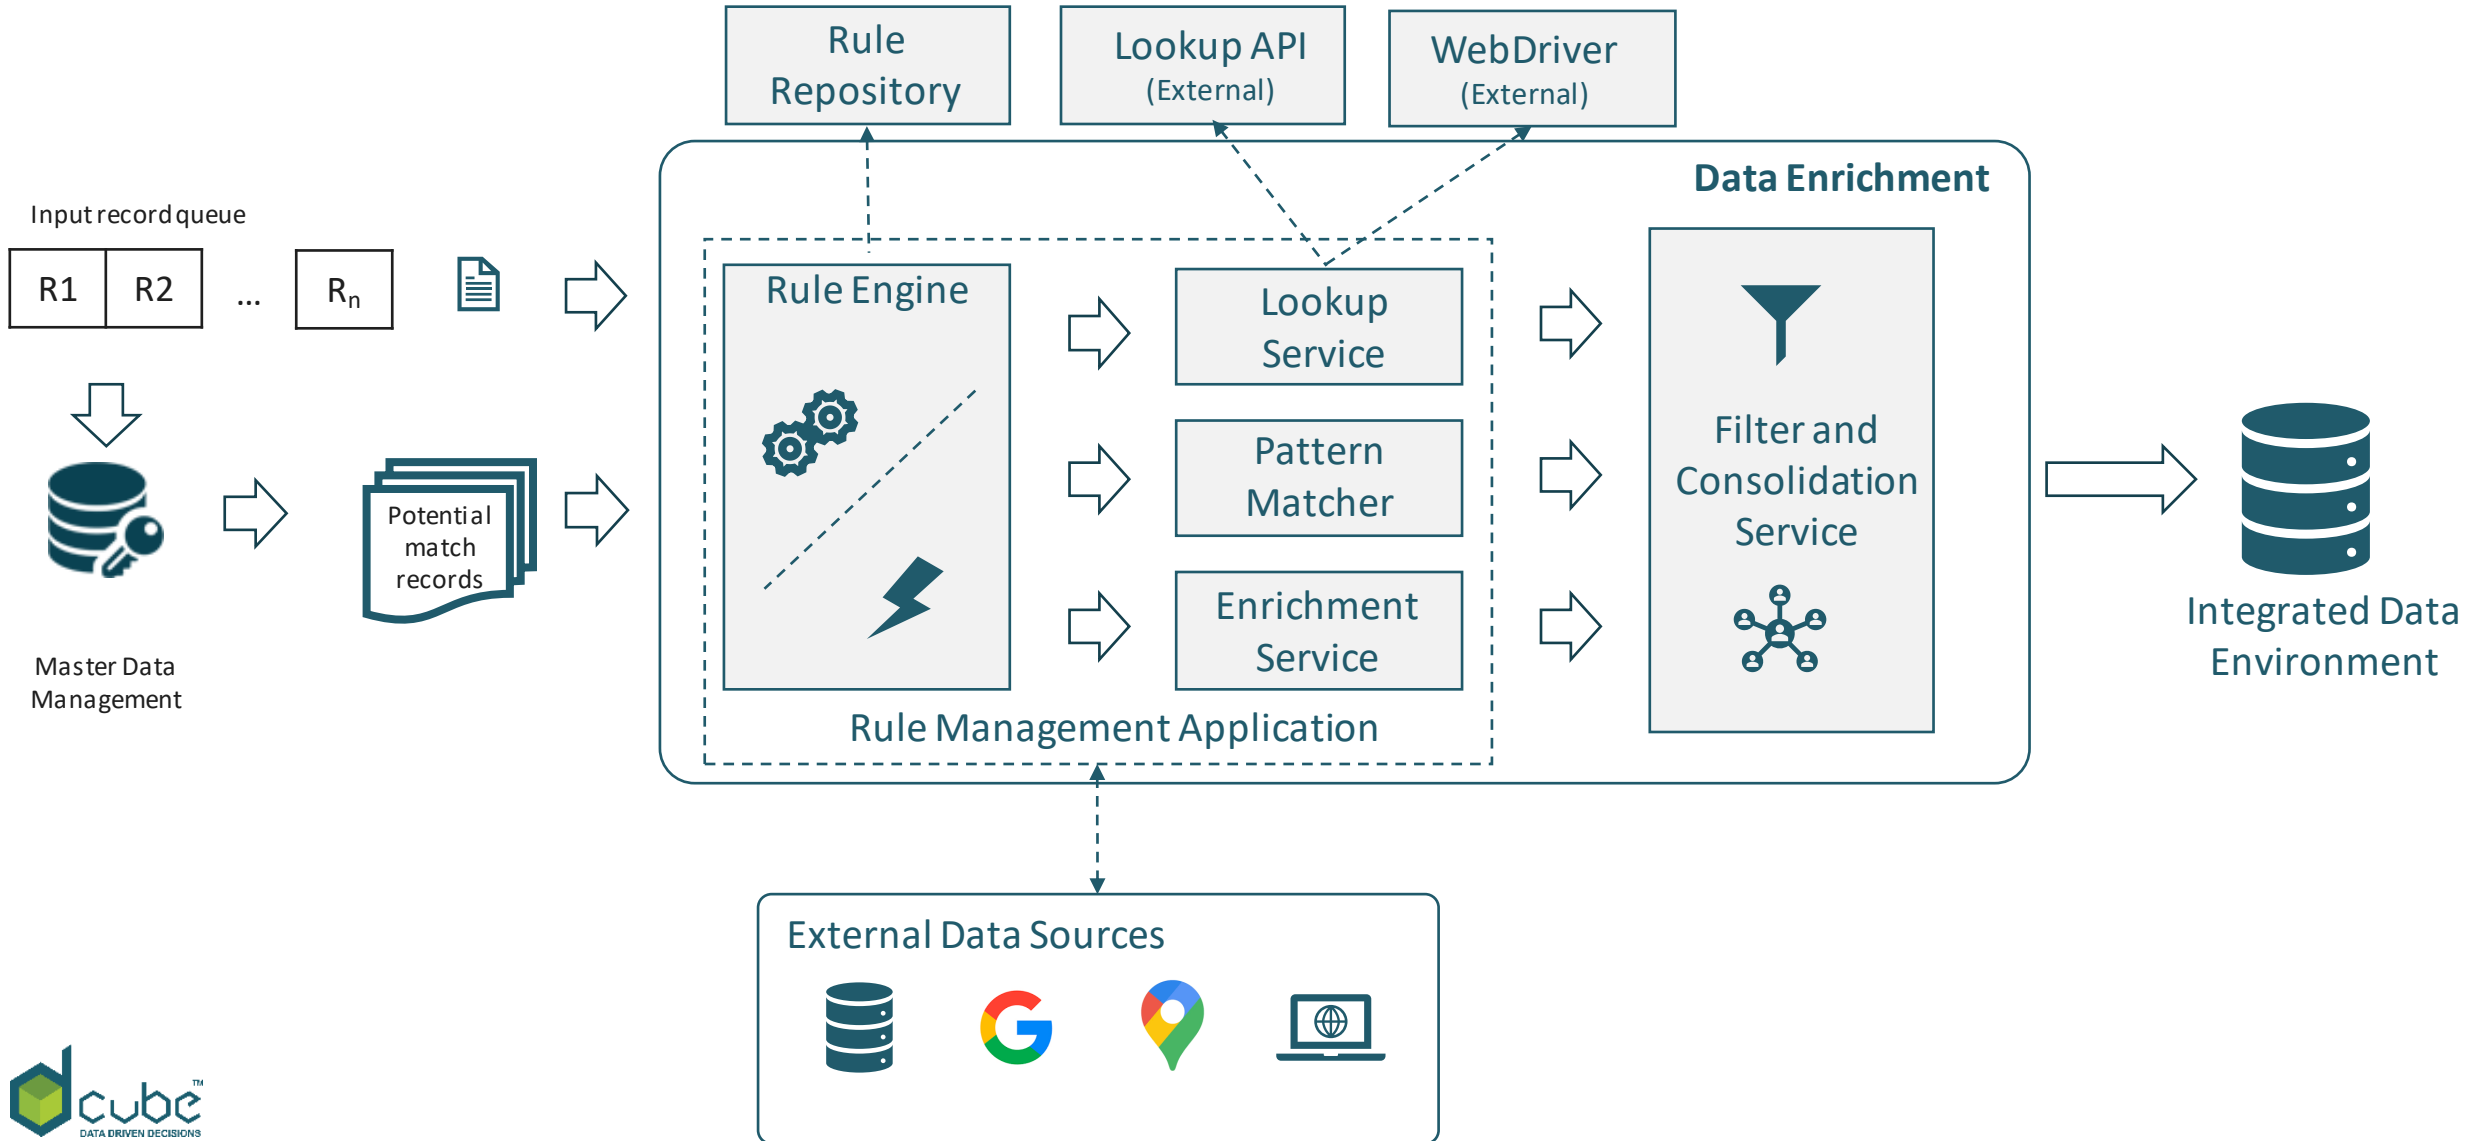 Rule
Repository
Lookup API
(External)
WebDriver
(External)
Data Enrichment
Input record queue
R1
R2
...
Rn
Rule Engine
Lookup
Service
Pattern
Matcher
Enrichment
Service
Filter and
Consolidation
Service
Potential
match
records
Master Data
Management
Rule Management Application
Integrated Data
Environment
External Data Sources
dcube™
DATA DRIVEN DECISIONS